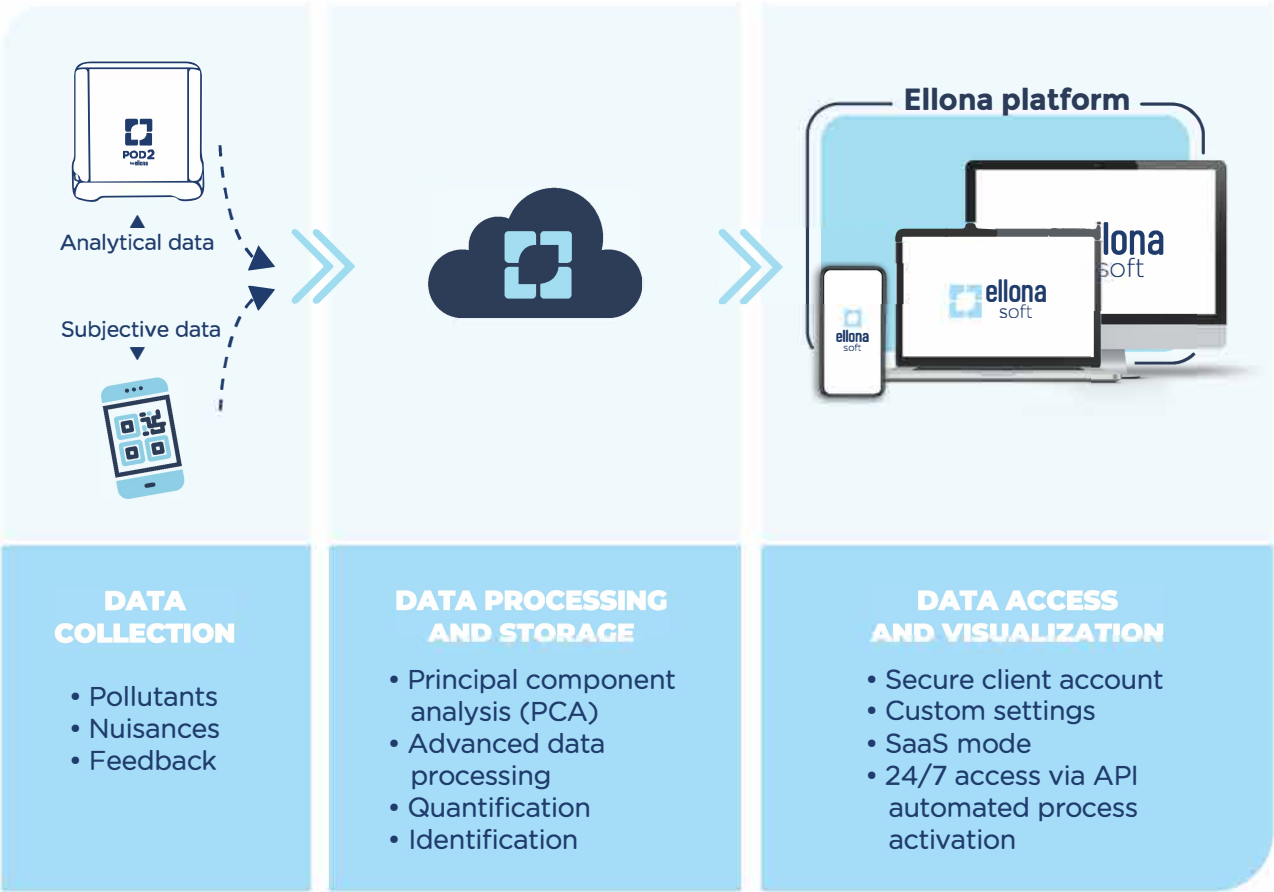 POD2
by ellona
Analytical data
Subjective data
Ellona platform
ellona
soft
ellona
soft
llona
soft
DATA
COLLECTION
• Pollutants
• Nuisances
• Feedback
DATA PROCESSING
AND STORAGE
• Principal component
analysis (PCA)
• Advanced data
processing
• Quantification
• Identification
DATA ACCESS
AND VISUALIZATION
• Secure client account
• Custom settings
• SaaS mode
• 24/7 access via API
automated process
activation